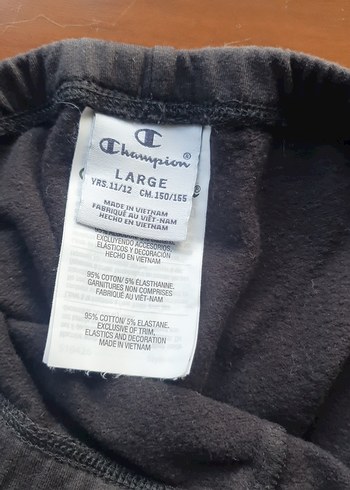 Champion®
LARGE
YRS.11/12 CM.150/155
MADE IN VIETNAM
FABRIQUÉ AU VIÊT-NAM
HECHO EN VIETNAM
EXCLUYENDO ACCESORIOS,
ELASTICOS Y DECORACIÓN
HECHO EN VIETNAM
95% COTON/ 5% ÉLASTHANNE.
GARNITURES NON COMPRISES
FABRIQUÉ AU VIÊT-NAM
95% COTTON/ 5% ELASTANE.
EXCLUSIVE OF TRIM,
ELASTICS AND DECORATION
MADE IN VIETNAM